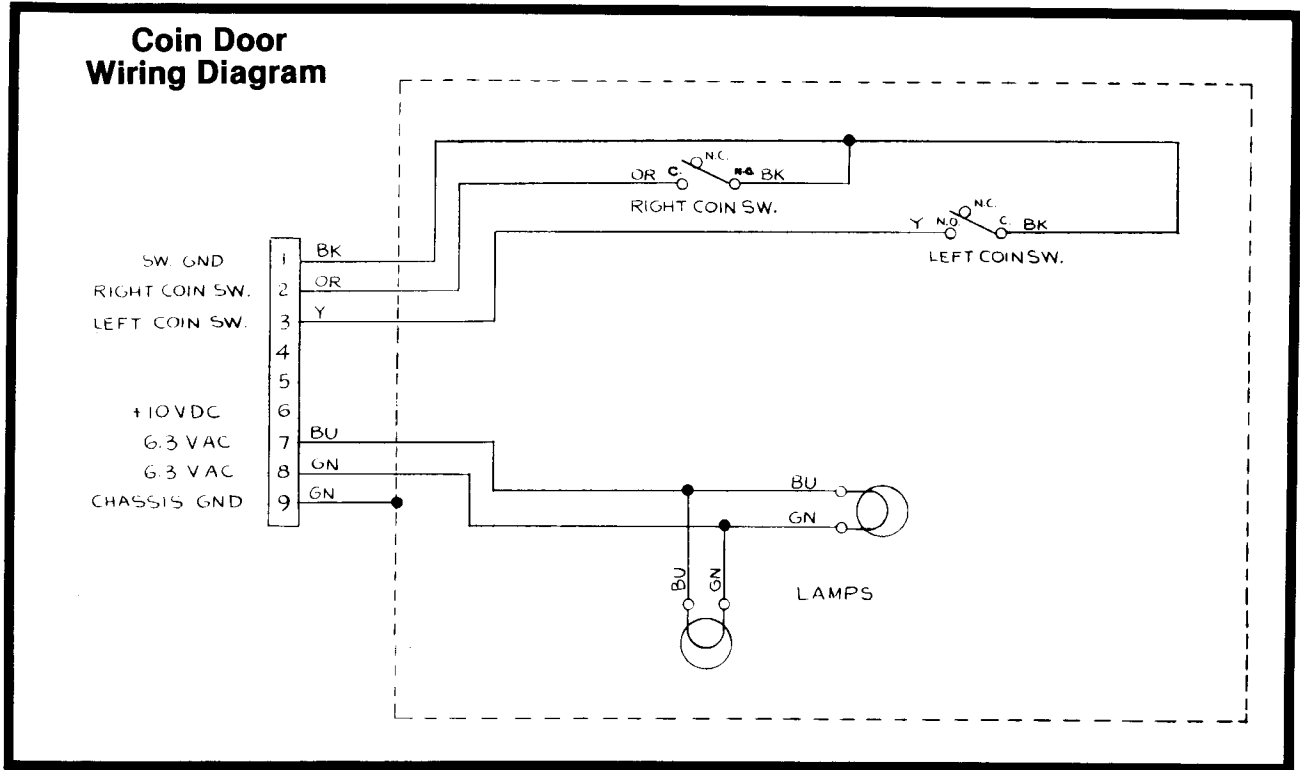 Coin Door
Wiring Diagram
N.C.
OR C. N.O. BK
RIGHT COIN SW.
N.C.
Y N.O. C. BK
LEFT COIN SW.
SW. GND 1 BK
RIGHT COIN SW. 2 OR
LEFT COIN SW. 3 Y
4
5
+10VDC 6
6.3 VAC 7 BU
6.3 VAC 8 GN
CHASSIS GND 9 GN
BU
GN
BU GN
LAMPS